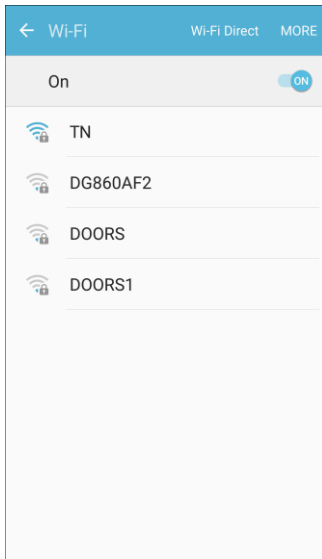 Wi-Fi Wi-Fi Direct MORE
On ON
TN
DG860AF2
DOORS
DOORS1